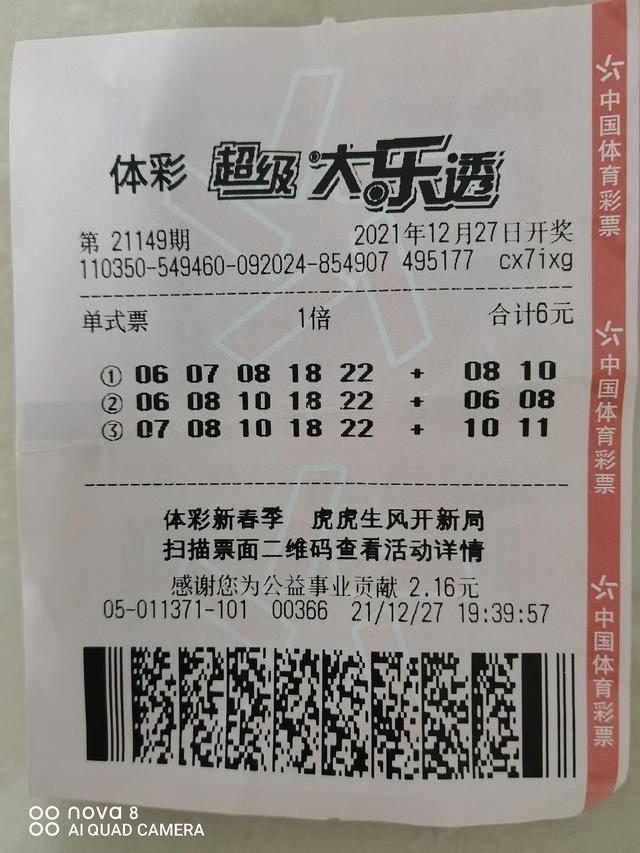 体彩 超级大乐透
第 21149期 2021年12月27日开奖
110350-549460-092024-854907 495177 cx7ixg
单式票 1倍 合计6元
① 06 07 08 18 22 + 08 10
② 06 08 10 18 22 + 06 08
③ 07 08 10 18 22 + 10 11
体彩新春季 虎虎生风开新局
扫描票面二维码查看活动详情
感谢您为公益事业贡献 2.16元
05-011371-101 00366 21/12/27 19:39:57
中国体育彩票
中国体育彩票
中国体育彩票
nova 8
AI QUAD CAMERA